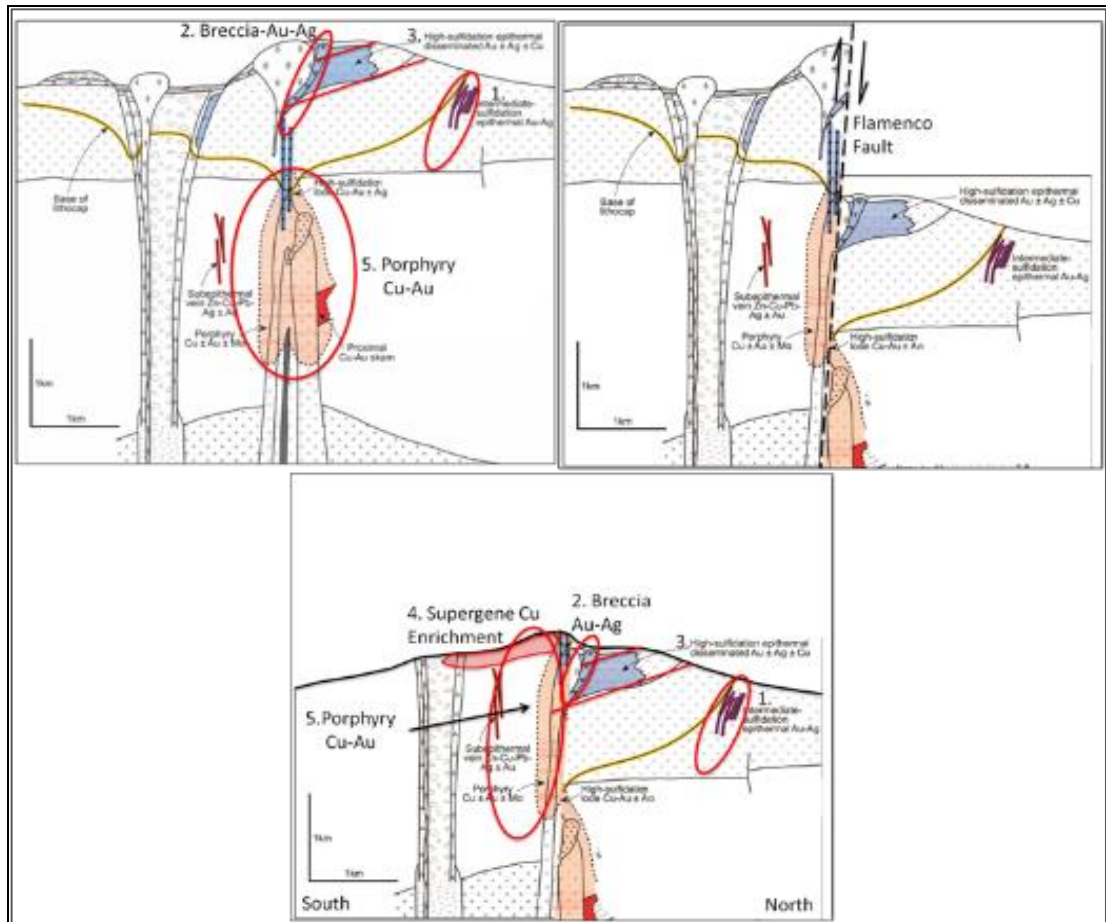 2. Breccia-Au-Ag
3.
High-sulfidation epithermal
disseminated Au ± Ag ± Cu
1.
Intermediate-
sulfidation
epithermal Au-Ag
Base of
lithocap
High-sulfidation
lode Cu-Au ± Ag
5. Porphyry
Cu-Au
Subepithermal
vein Zn-Cu-Pb-
Ag ± Au
Porphyry
Cu ± Au ± Mo
Proximal
Cu-Au skarn
1km
1km
Flamenco
Fault
High-sulfidation epithermal
disseminated Au ± Ag ± Cu
Base of
lithocap
Intermediate-
sulfidation
epithermal Au-Ag
Subepithermal
vein Zn-Cu-Pb-
Ag ± Au
Porphyry
Cu ± Au ± Mo
High-sulfidation
lode Cu-Au ±
1km
1km
4. Supergene Cu
Enrichment
2. Breccia
Au-Ag
3.
High-sulfidation epithermal
disseminated Au ± Ag ± Cu
1.
Intermediate-
sulfidation
epithermal Au-Ag
5.Porphyry
Cu-Au
Subepithermal
vein Zn-Cu-Pb-
Ag ± Au
Porphyry
Cu ± Au ± Mo
High-sulfidation
lode Cu-Au ±
1km
1km
South
North